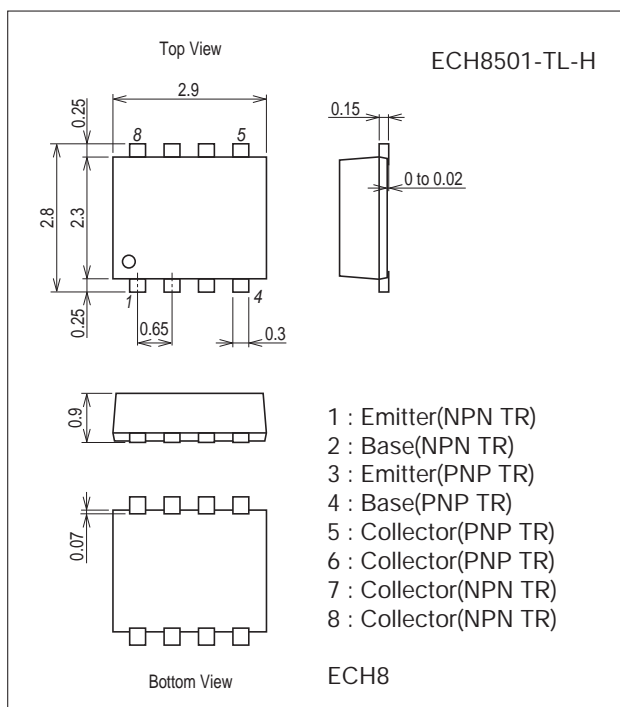 Top View
ECH8501-TL-H
2.9
0.15
0.25
8
5
0 to 0.02
2.8
2.3
1
4
0.25
0.65
0.3
0.9
1 : Emitter(NPN TR)
2 : Base(NPN TR)
3 : Emitter(PNP TR)
4 : Base(PNP TR)
5 : Collector(PNP TR)
6 : Collector(PNP TR)
7 : Collector(NPN TR)
8 : Collector(NPN TR)
0.07
Bottom View
ECH8